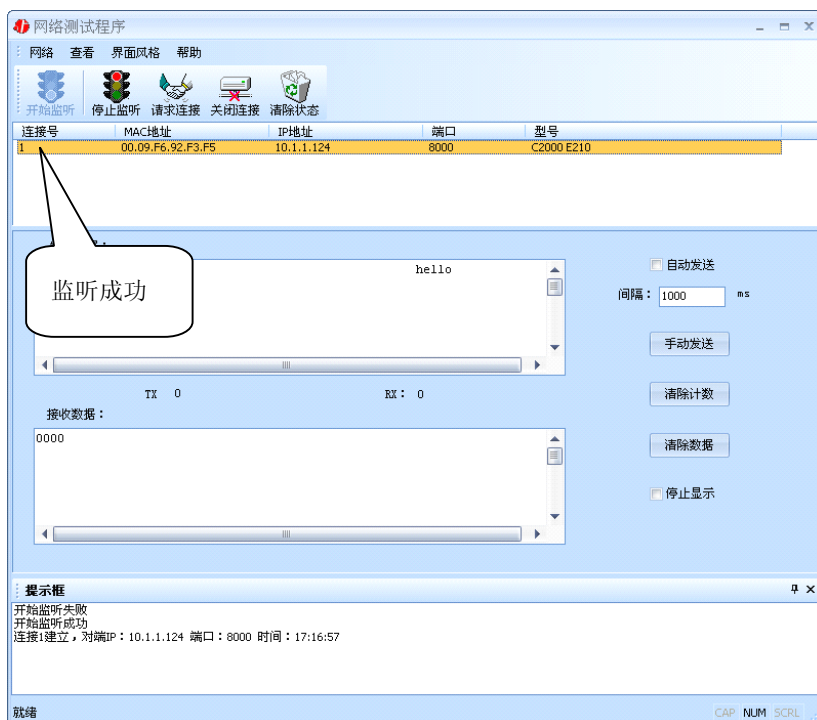 网络测试程序
网络 查看 界面风格 帮助
开始监听 停止监听 请求连接 关闭连接 清除状态
连接号 MAC地址 IP地址 端口 型号
1 00.09.F6.92.F3.F5 10.1.1.124 8000 C2000 E210
监听成功
hello
自动发送
间隔： 1000 ms
手动发送
TX 0 RX： 0
清除计数
接收数据：
0000
清除数据
停止显示
提示框
开始监听失败
开始监听成功
连接1建立，对端IP：10.1.1.124 端口：8000 时间：17:16:57
就绪
CAP NUM SCRL